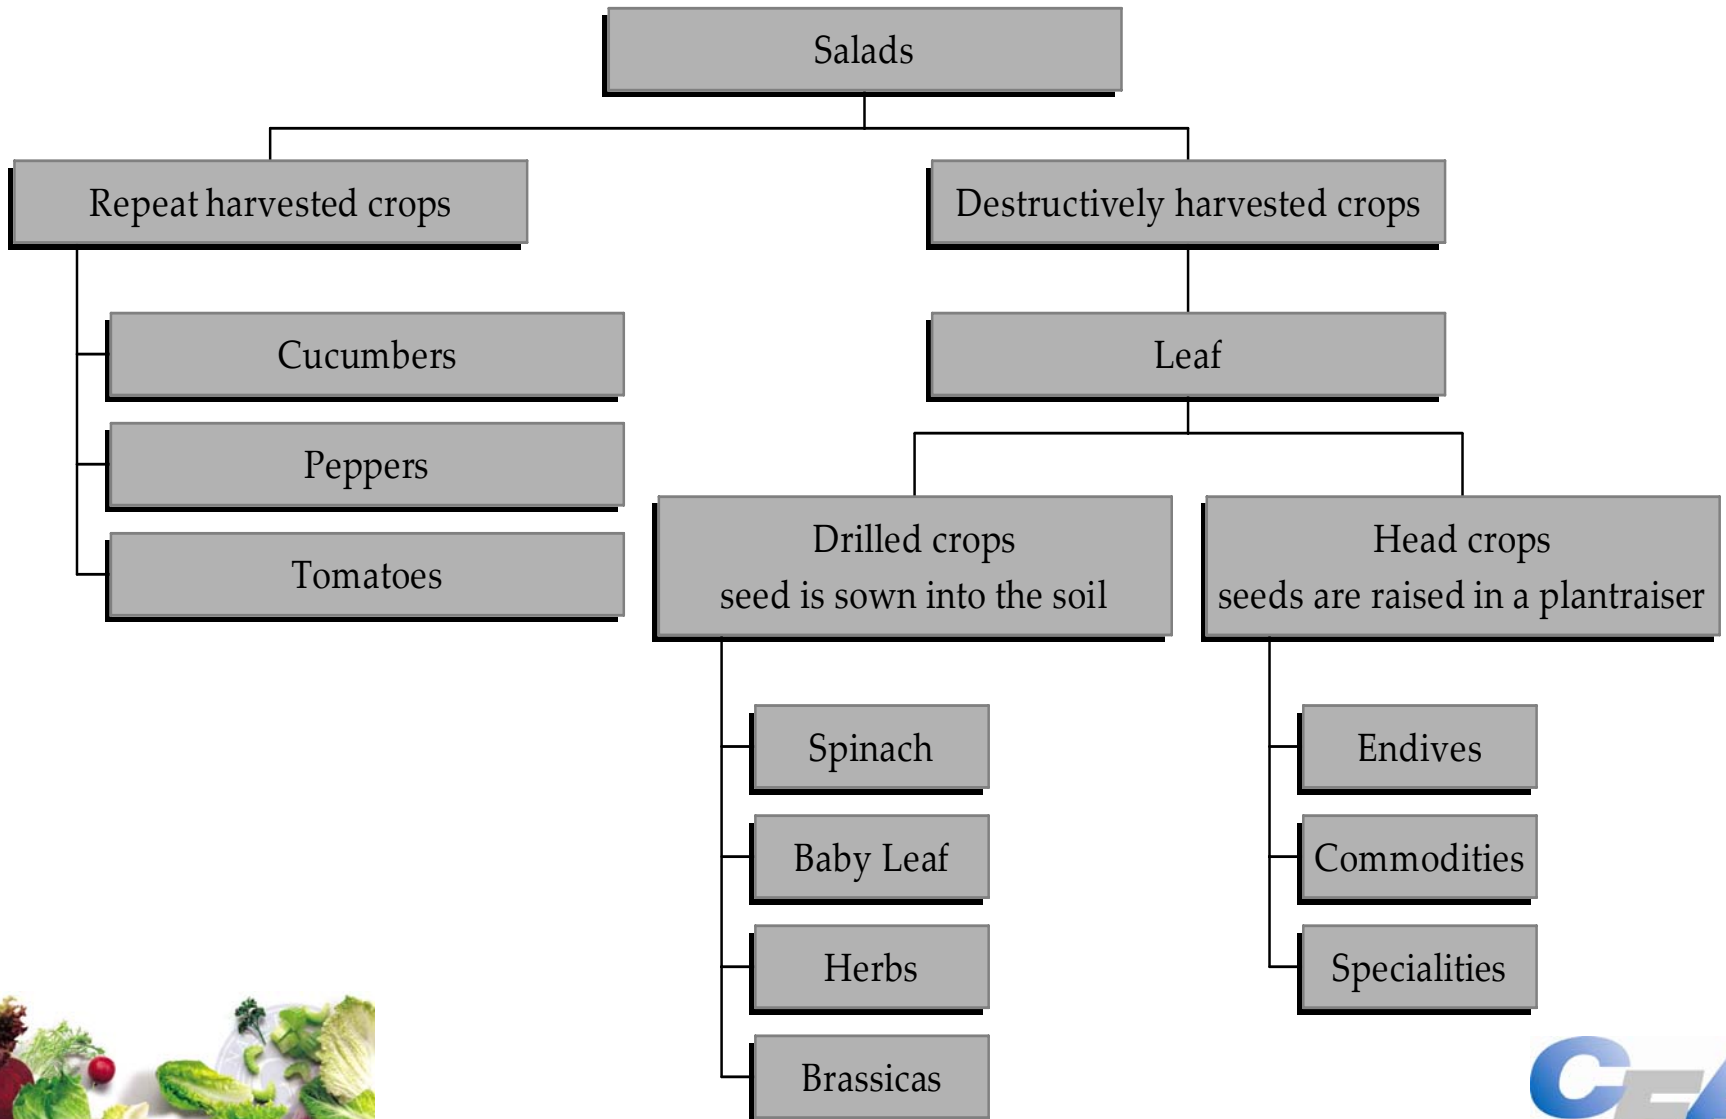 Salads
Repeat harvested crops
Destructively harvested crops
Cucumbers
Peppers
Tomatoes
Leaf
Drilled crops
seed is sown into the soil
Head crops
seeds are raised in a plantraiser
Spinach
Baby Leaf
Herbs
Brassicas
Endives
Commodities
Specialities